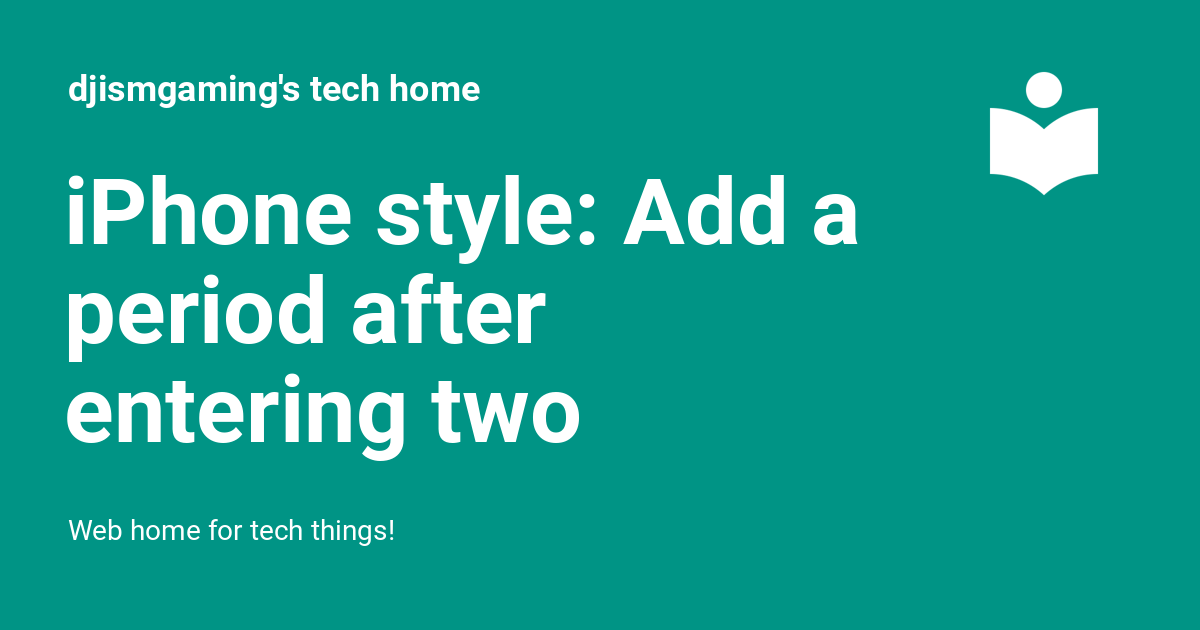 djismgaming's tech home
iPhone style: Add a
period after
entering two
Web home for tech things!